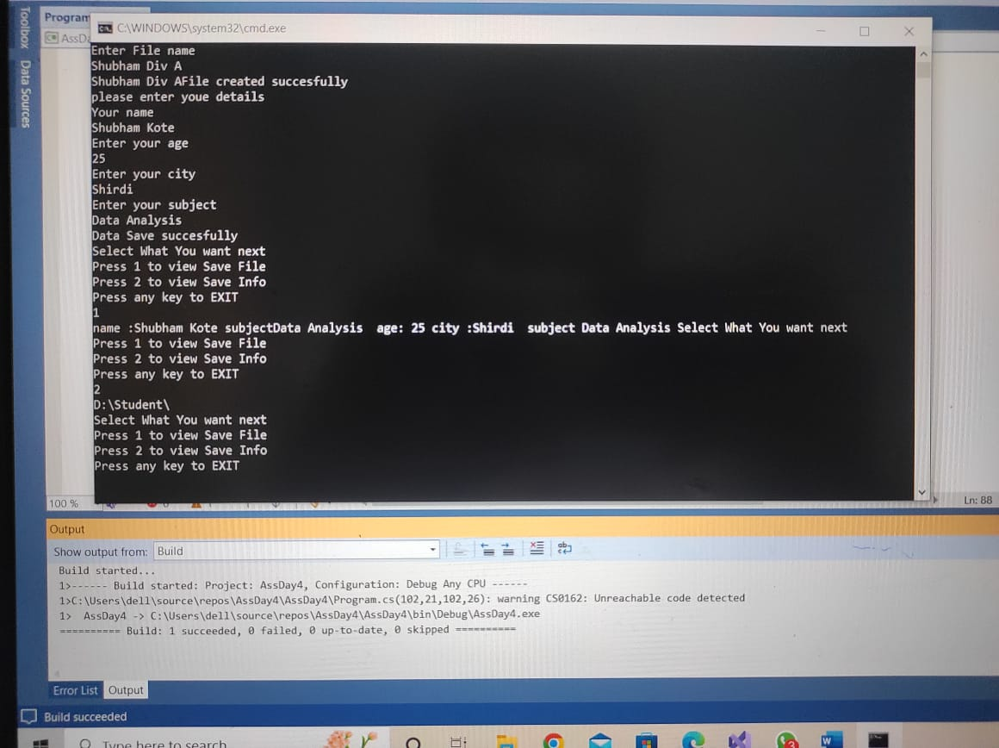 Toolbox
Data Sources
Program
AssDa
C:\WINDOWS\system32\cmd.exe
Enter File name
Shubham Div A
Shubham Div AFile created succesfully
please enter youe details
Your name
Shubham Kote
Enter your age
25
Enter your city
Shirdi
Enter your subject
Data Analysis
Data Save succesfully
Select What You want next
Press 1 to view Save File
Press 2 to view Save Info
Press any key to EXIT
1
name :Shubham Kote subjectData Analysis  age: 25 city :Shirdi  subject Data Analysis Select What You want next
Press 1 to view Save File
Press 2 to view Save Info
Press any key to EXIT
2
D:\Student\
Select What You want next
Press 1 to view Save File
Press 2 to view Save Info
Press any key to EXIT
100 %
Ln: 88
Output
Show output from: Build
Build started...
1>------ Build started: Project: AssDay4, Configuration: Debug Any CPU ------
1>C:\Users\dell\source\repos\AssDay4\AssDay4\Program.cs(102,21,102,26): warning CS0162: Unreachable code detected
1>  AssDay4 -> C:\Users\dell\source\repos\AssDay4\AssDay4\bin\Debug\AssDay4.exe
========== Build: 1 succeeded, 0 failed, 0 up-to-date, 0 skipped ==========
Error List
Output
Build succeeded
Type here to search